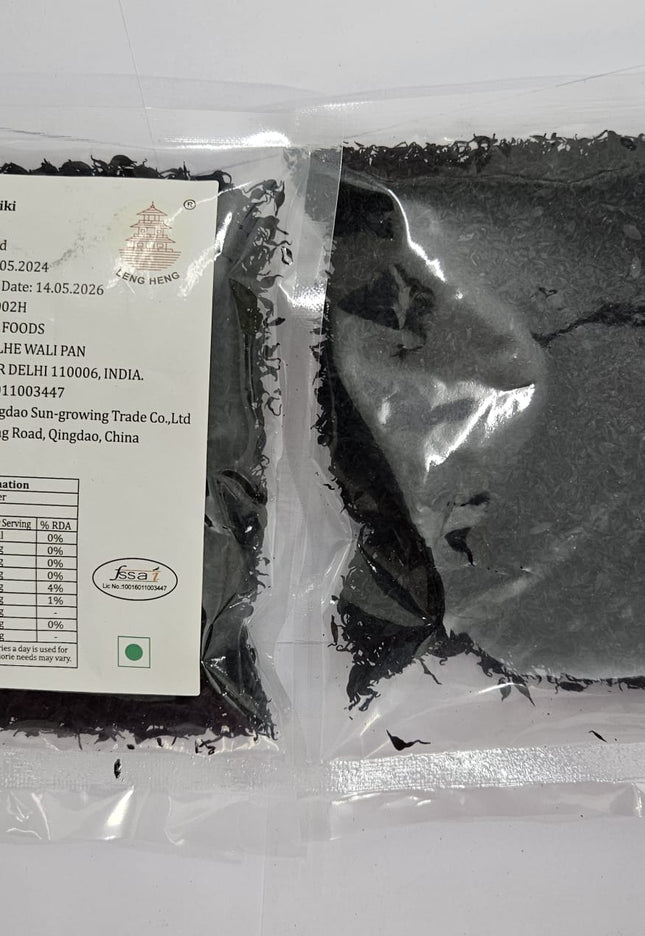 iki
®
LENG HENG
d
05.2024
Date: 14.05.2026
02H
FOODS
LHE WALI PAN
R DELHI 110006, INDIA.
011003447
gdao Sun-growing Trade Co.,Ltd
g Road, Qingdao, China
ation
er
Serving % RDA
l 0%
g 0%
g 0%
g 0%
g 4%
g 1%
g -
g 0%
g -
ries a day is used for
orie needs may vary.
fssai
Lic No.:10016011003447